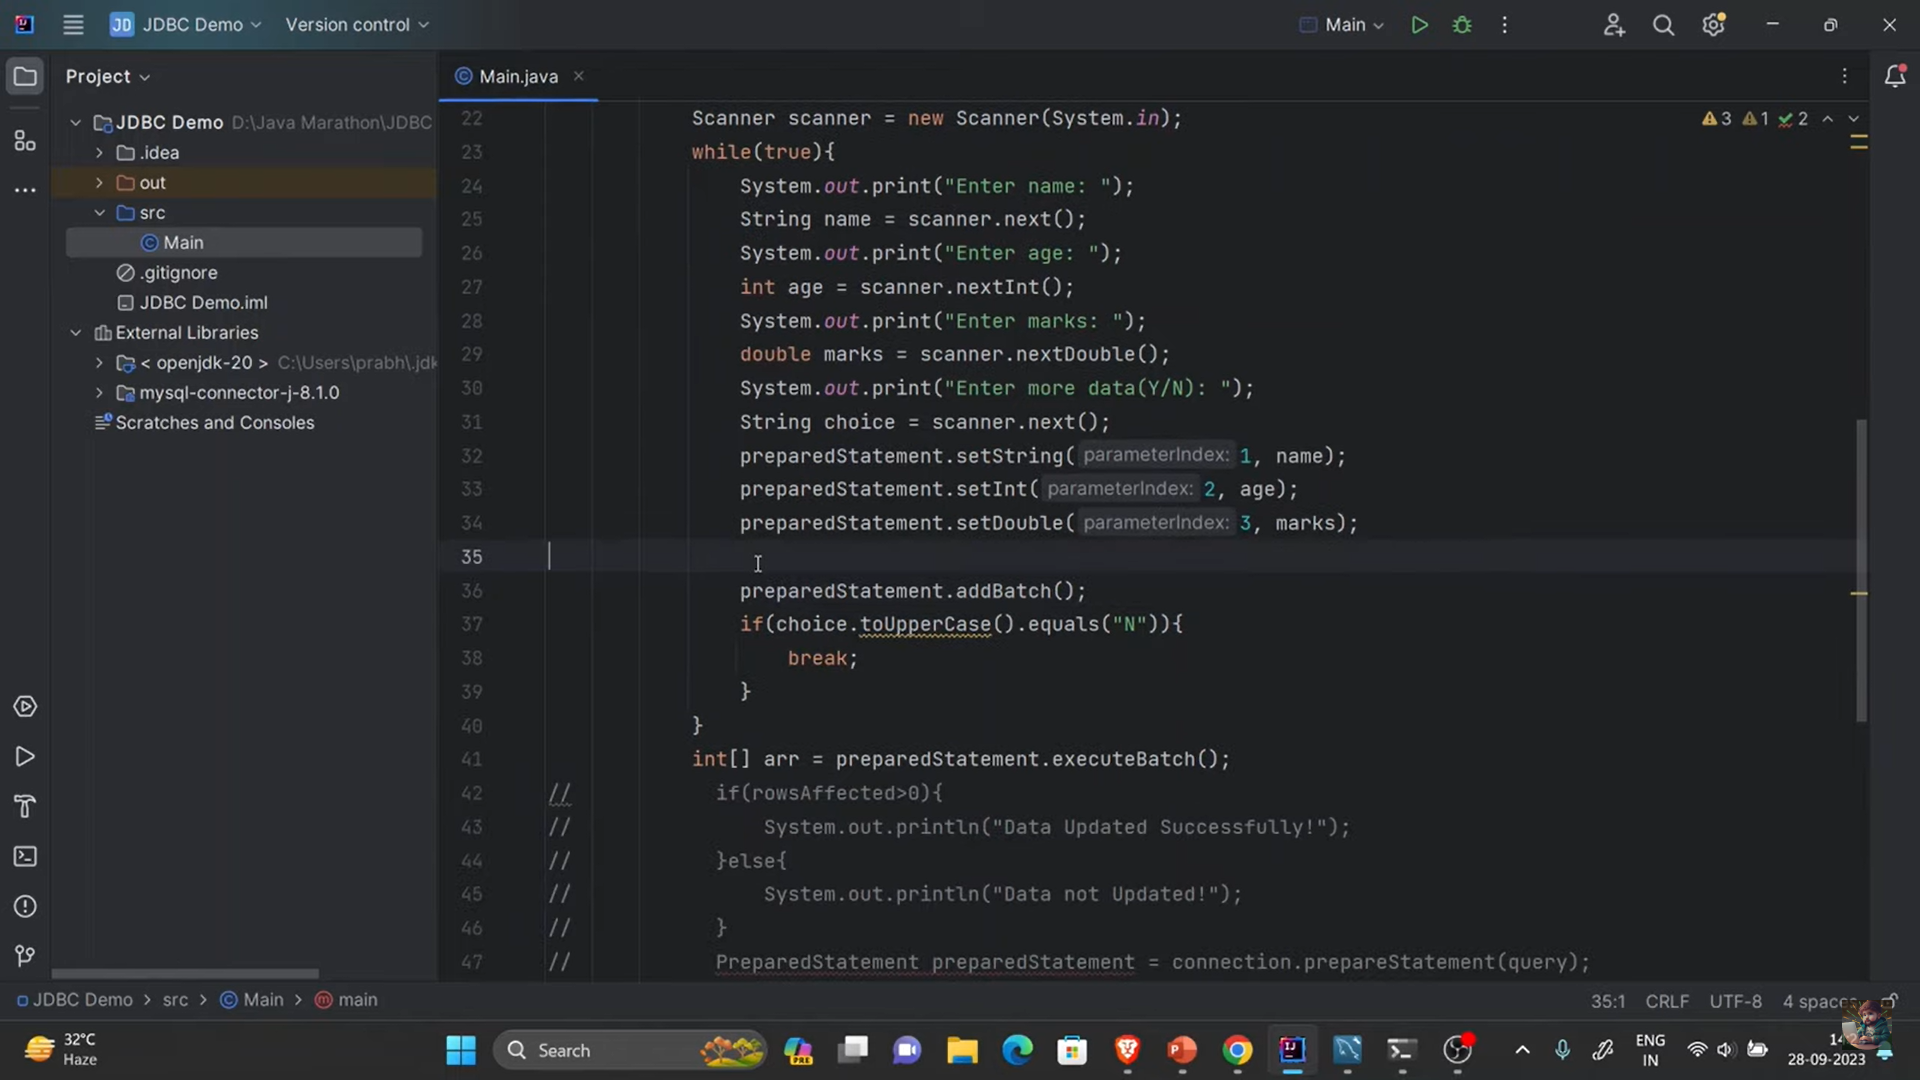 JD JDBC Demo Version control Main
Project
Main.java
JDBC Demo D:\Java Marathon\JDBC
.idea
out
src
Main
.gitignore
JDBC Demo.iml
External Libraries
< openjdk-20 > C:\Users\prabh\.jdk
mysql-connector-j-8.1.0
Scratches and Consoles
3 1 2
22 Scanner scanner = new Scanner(System.in);
23 while(true){
24 System.out.print("Enter name: ");
25 String name = scanner.next();
26 System.out.print("Enter age: ");
27 int age = scanner.nextInt();
28 System.out.print("Enter marks: ");
29 double marks = scanner.nextDouble();
30 System.out.print("Enter more data(Y/N): ");
31 String choice = scanner.next();
32 preparedStatement.setString( parameterIndex: 1, name);
33 preparedStatement.setInt( parameterIndex: 2, age);
34 preparedStatement.setDouble( parameterIndex: 3, marks);
35
36 preparedStatement.addBatch();
37 if(choice.toUpperCase().equals("N")){
38 break;
39 }
40 }
41 int[] arr = preparedStatement.executeBatch();
42 // if(rowsAffected>0){
43 // System.out.println("Data Updated Successfully!");
44 // }else{
45 // System.out.println("Data not Updated!");
46 // }
47 // PreparedStatement preparedStatement = connection.prepareStatement(query);
JDBC Demo > src > Main > main
35:1 CRLF UTF-8 4 spaces
32°C
Haze
Search
PRE
ENG
IN
28-09-2023